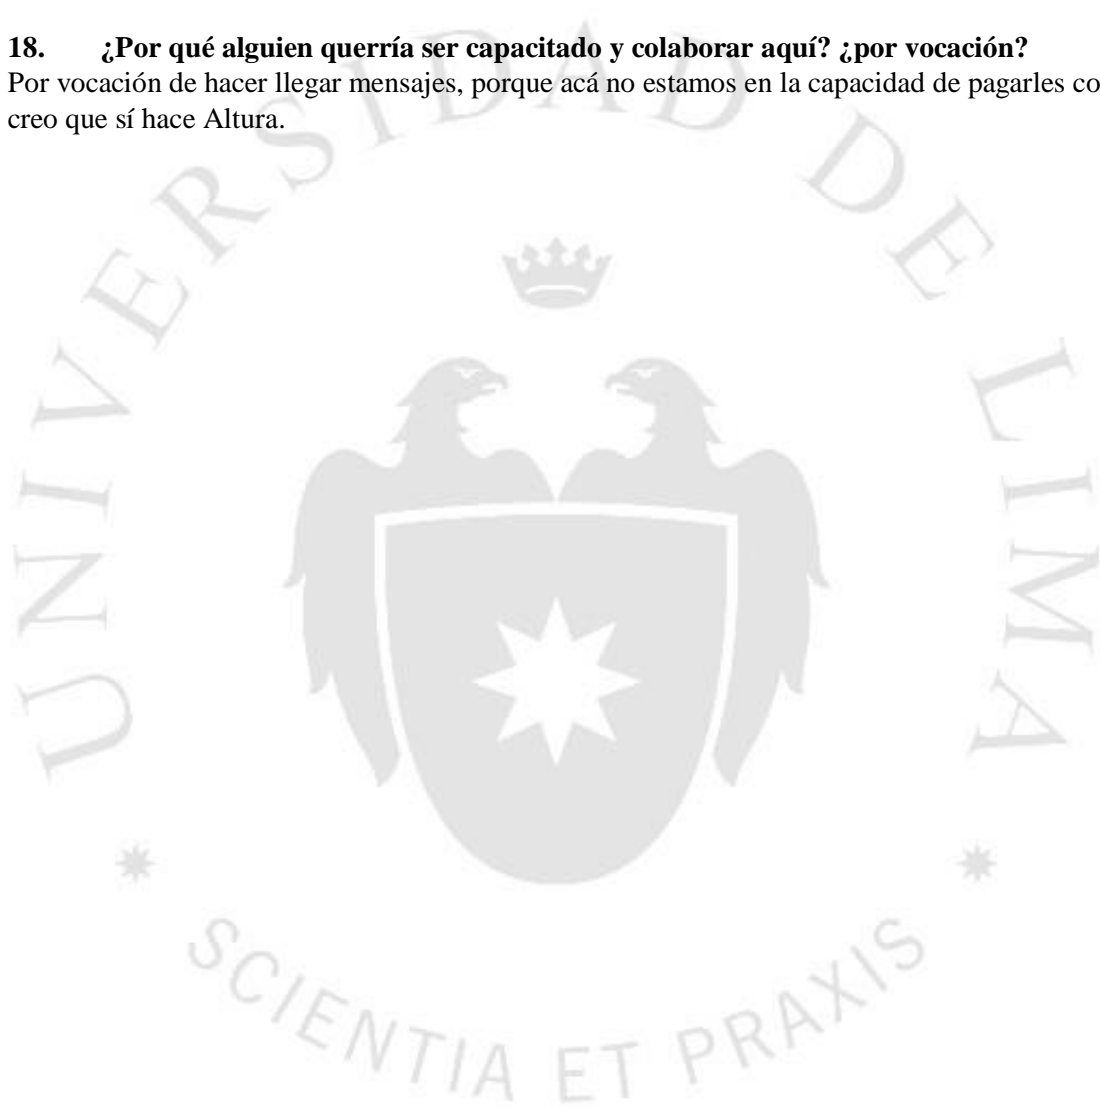 18. ¿Por qué alguien querría ser capacitado y colaborar aquí? ¿por vocación?
Por vocación de hacer llegar mensajes, porque acá no estamos en la capacidad de pagarles co
creo que sí hace Altura.
UNIVERSIDAD DE LIMA
SCIENTIA ET PRAXIS